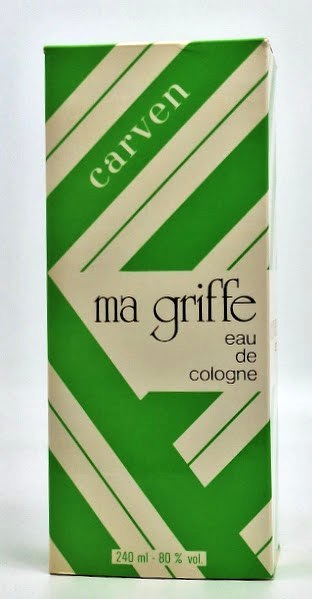 carven
ma griffe
eau
de
cologne
240 ml - 80 % vol.